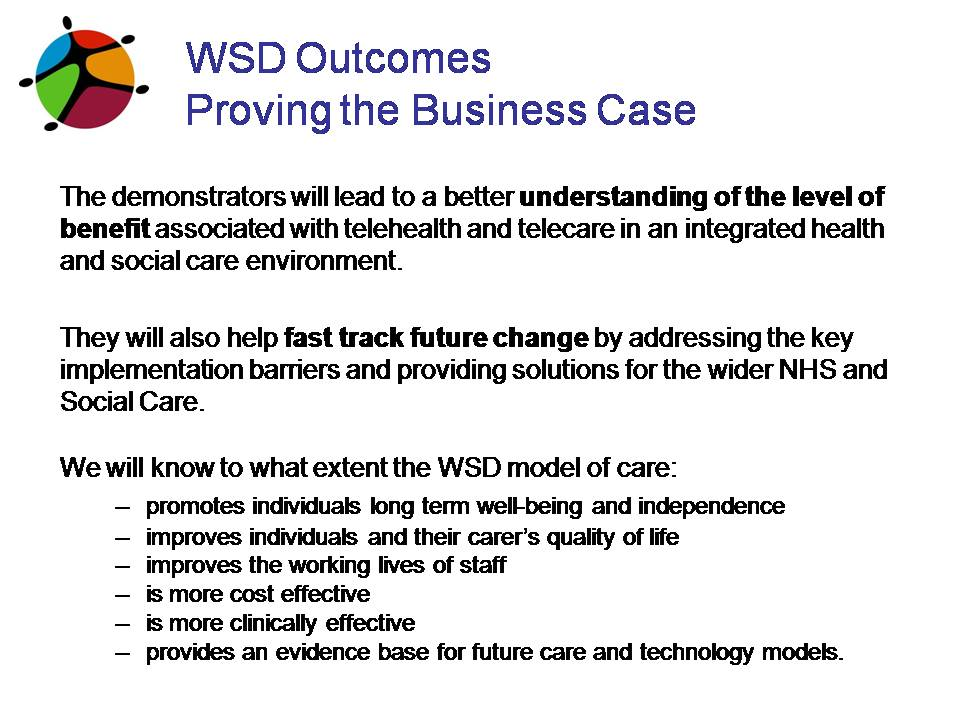 WSD Outcomes
Proving the Business Case
The demonstrators will lead to a better understanding of the level of
benefit associated with telehealth and telecare in an integrated health
and social care environment.
They will also help fast track future change by addressing the key
implementation barriers and providing solutions for the wider NHS and
Social Care.
We will know to what extent the WSD model of care:
– promotes individuals long term well-being and independence
– improves individuals and their carer’s quality of life
– improves the working lives of staff
– is more cost effective
– is more clinically effective
– provides an evidence base for future care and technology models.